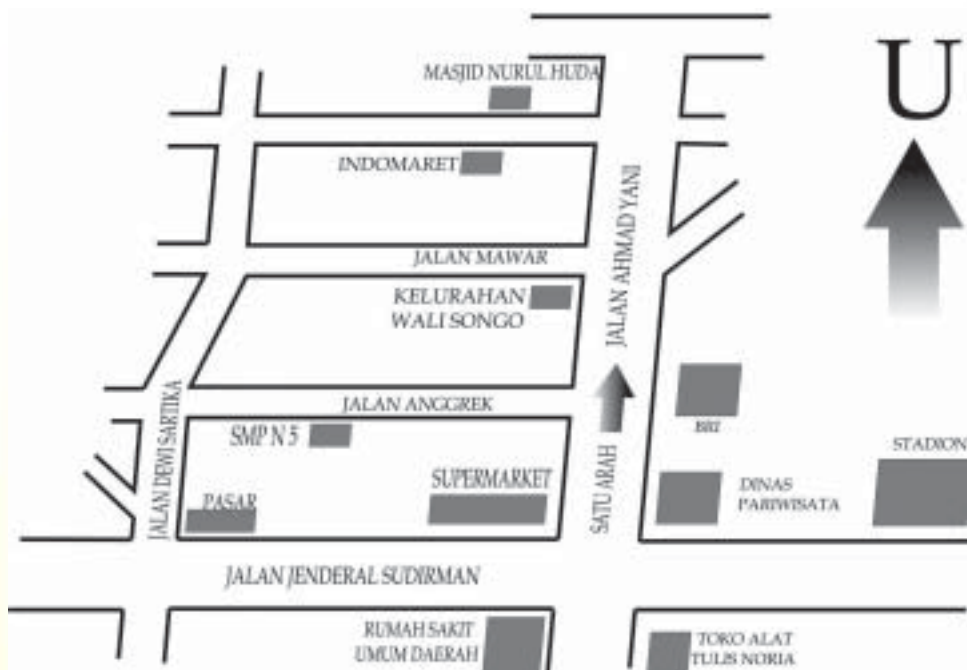 U
MASJID NURUL HUDA
INDOMARET
JALAN MAWAR
KELURAHAN
WALI SONGO
JALAN AHMAD YANI
JALAN ANGGREK
BRI
SMP N 5
JALAN DEWI SARTIKA
SUPERMARKET
PASAR
SATU ARAH
DINAS
PARIWISATA
STADION
JALAN JENDERAL SUDIRMAN
RUMAH SAKIT
UMUM DAERAH
TOKO ALAT
TULIS NORIA